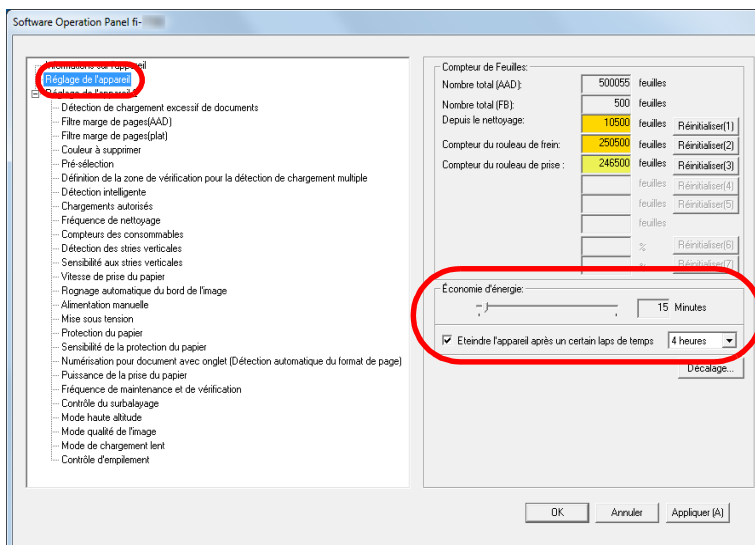 Software Operation Panel fi-
Informations sur l'appareil
Réglage de l'appareil
Réglage de l'appareil 2
Détection de chargement excessif de documents
Filtre marge de pages(AAD)
Filtre marge de pages(plat)
Couleur à supprimer
Pré-sélection
Définition de la zone de vérification pour la détection de chargement multiple
Détection intelligente
Chargements autorisés
Fréquence de nettoyage
Compteurs des consommables
Détection des stries verticales
Sensibilité aux stries verticales
Vitesse de prise du papier
Rognage automatique du bord de l'image
Alimentation manuelle
Mise sous tension
Protection du papier
Sensibilité de la protection du papier
Numérisation pour document avec onglet (Détection automatique du format de page)
Puissance de la prise du papier
Fréquence de maintenance et de vérification
Contrôle du surbalayage
Mode haute altitude
Mode qualité de l'image
Mode de chargement lent
Contrôle d'empilement
Compteur de Feuilles:
Nombre total (AAD): 500055 feuilles
Nombre total (FB): 500 feuilles
Depuis le nettoyage: 10500 feuilles Réinitialiser(1)
Compteur du rouleau de frein: 250500 feuilles Réinitialiser(2)
Compteur du rouleau de prise : 246500 feuilles Réinitialiser(3)
feuilles Réinitialiser(4)
feuilles Réinitialiser(5)
feuilles
% Réinitialiser(6)
% Réinitialiser(7)
Économie d'énergie:
15 Minutes
Eteindre l'appareil après un certain laps de temps 4 heures
Décalage...
OK Annuler Appliquer (A)